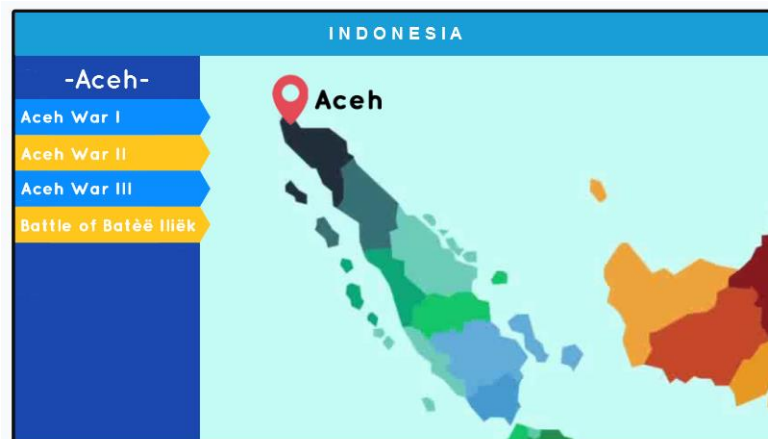 INDONESIA
-Aceh-
Aceh War I
Aceh War II
Aceh War III
Battle of Batèë Iliëk
Aceh